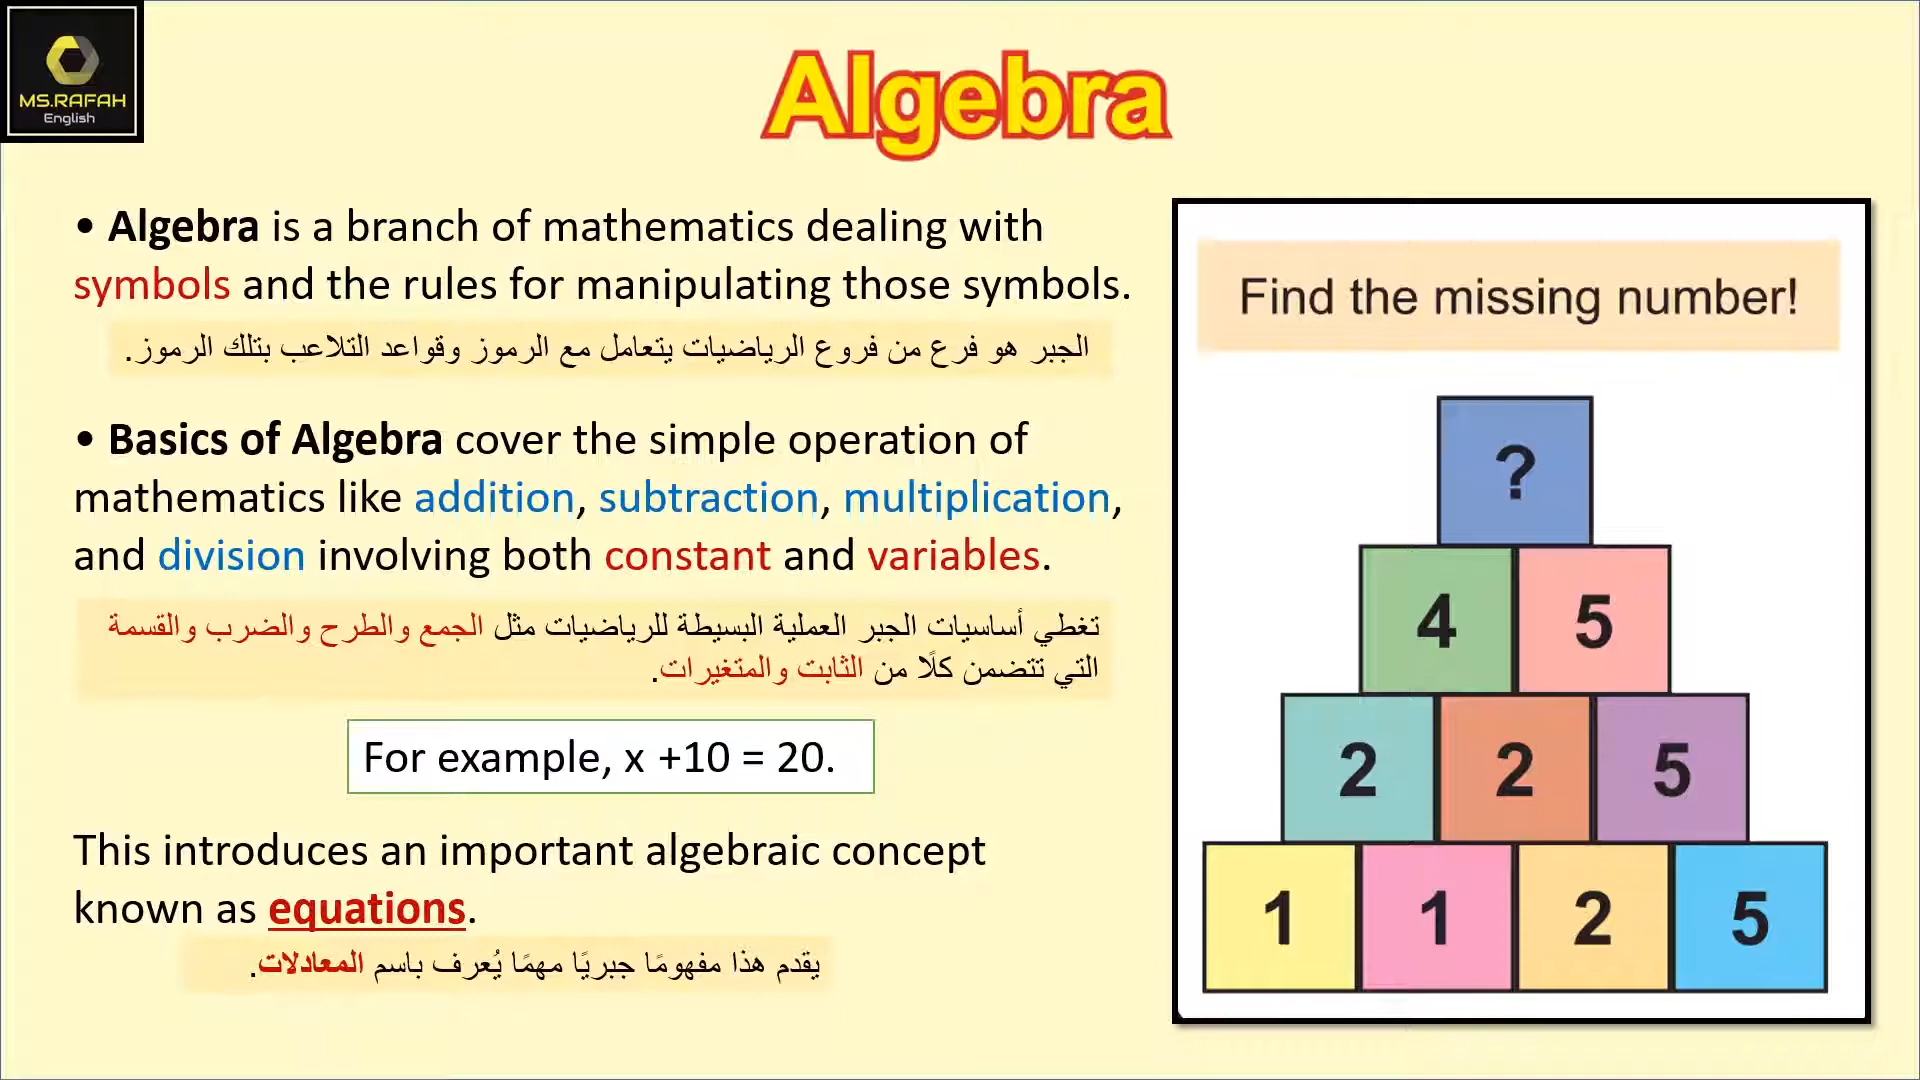 MS.RAFAH
English
Algebra
• Algebra is a branch of mathematics dealing with
symbols and the rules for manipulating those symbols.
الجبر هو فرع من فروع الرياضيات يتعامل مع الرموز وقواعد التلاعب بتلك الرموز.
• Basics of Algebra cover the simple operation of
mathematics like addition, subtraction, multiplication,
and division involving both constant and variables.
تغطي أساسيات الجبر العملية البسيطة للرياضيات مثل الجمع والطرح والضرب والقسمة
التي تتضمن كلًا من الثابت والمتغيرات.
For example, x +10 = 20.
This introduces an important algebraic concept
known as equations.
يقدم هذا مفهومًا جبريًا مهمًا يُعرف باسم المعادلات.
Find the missing number!
?
4 5
2 2 5
1 1 2 5